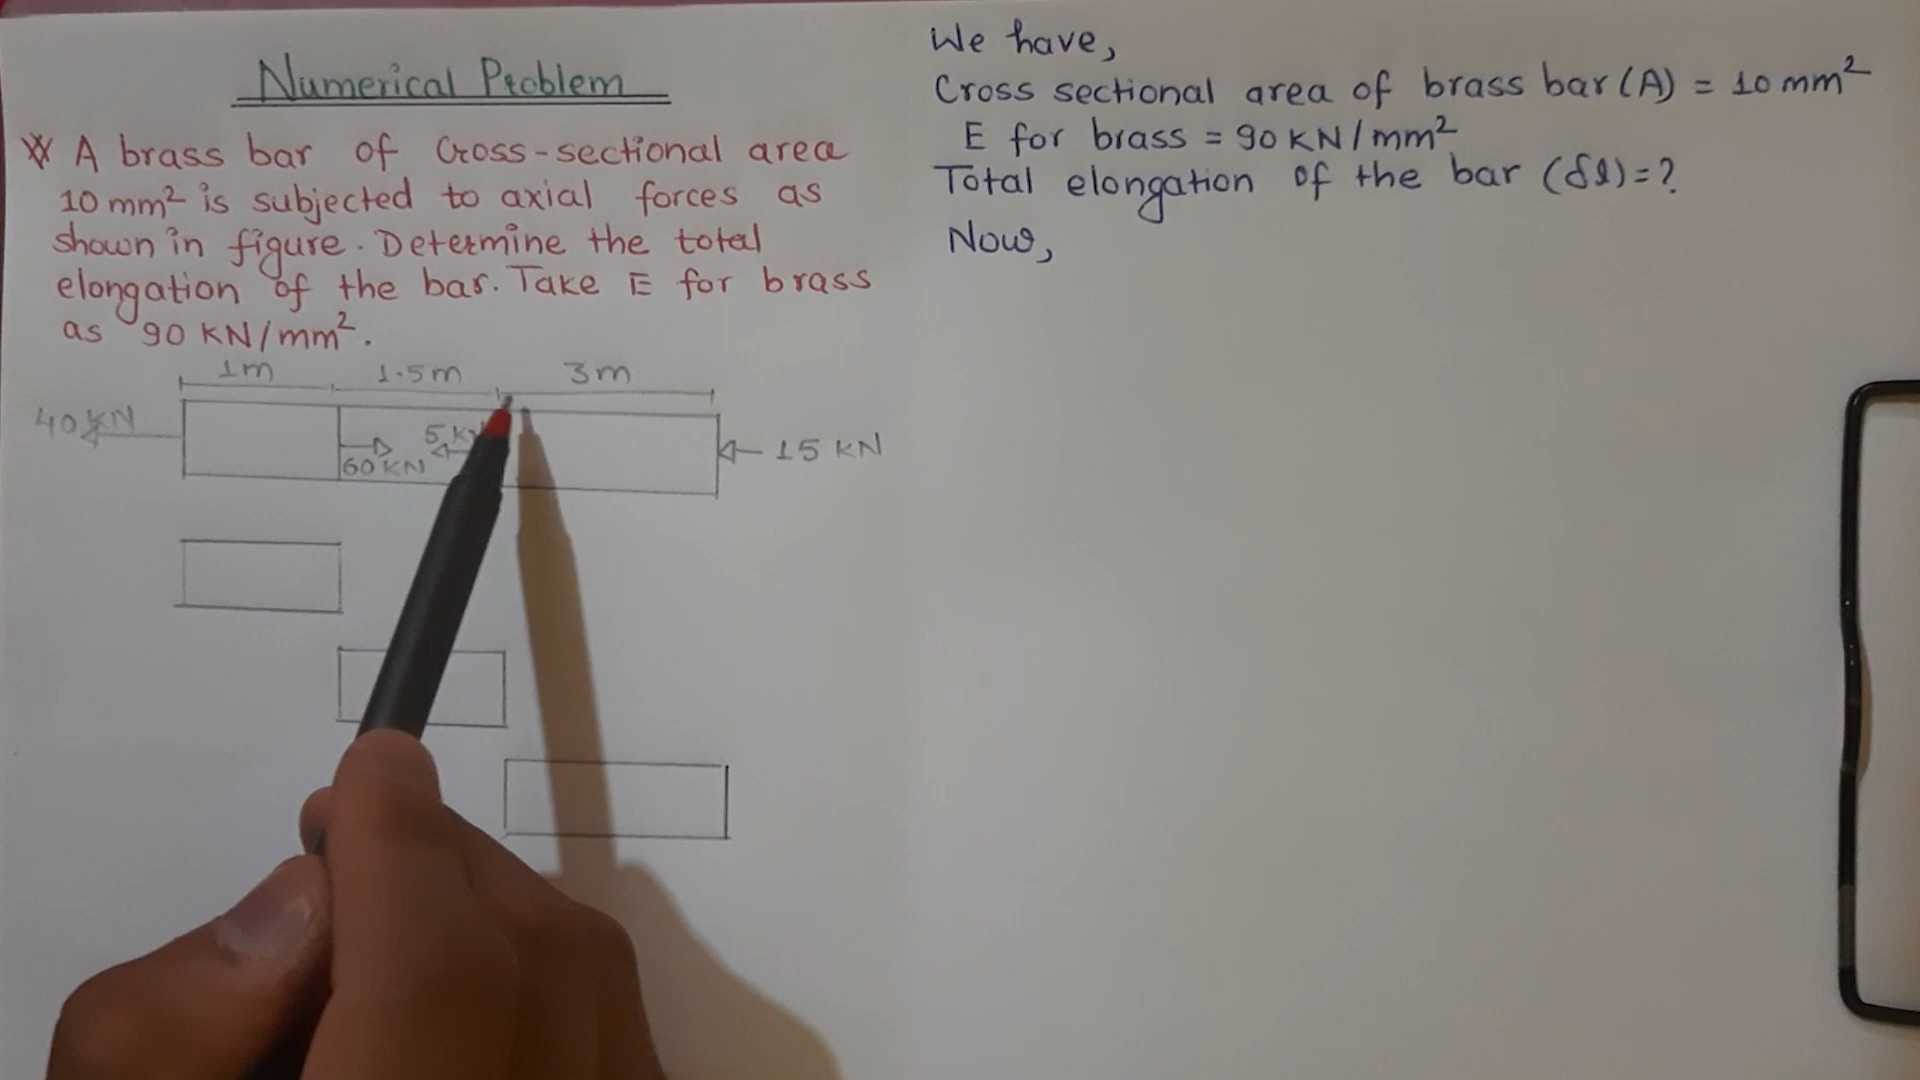 Numerical Problem
A brass bar of Cross-sectional area
10 mm² is subjected to axial forces as
shown in figure. Determine the total
elongation of the bar. Take E for brass
as 90 KN/mm².
1m 1.5m 3m
40 KN
5
60 KN
15 KN
We have,
Cross sectional area of brass bar (A) = 10 mm²
E for brass = 90 KN/mm²
Total elongation of the bar (δl) = ?
Now,